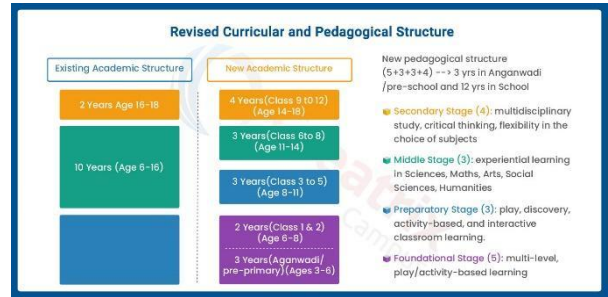 Revised Curricular and Pedagogical Structure
Existing Academic Structure
2 Years Age 16-18
10 Years (Age 6-16)
New Academic Structure
4 Years(Class 9 to 12)
(Age 14-18)
3 Years(Class 6to 8)
(Age 11-14)
3 Years(Class 3 to 5)
(Age 8-11)
2 Years(Class 1 & 2)
(Age 6-8)
3 Years(Aganwadi/
pre-primary)(Ages 3-6)
New pedagogical structure
(5+3+3+4) --> 3 yrs in Anganwadi
/pre-school and 12 yrs in School
Secondary Stage (4): multidisciplinary
study, critical thinking, flexibility in the
choice of subjects
Middle Stage (3): experiential learning
in Sciences, Maths, Arts, Social
Sciences, Humanities
Preparatory Stage (3): play, discovery,
activity-based, and interactive
classroom learning.
Foundational Stage (5): multi-level,
play/activity-based learning